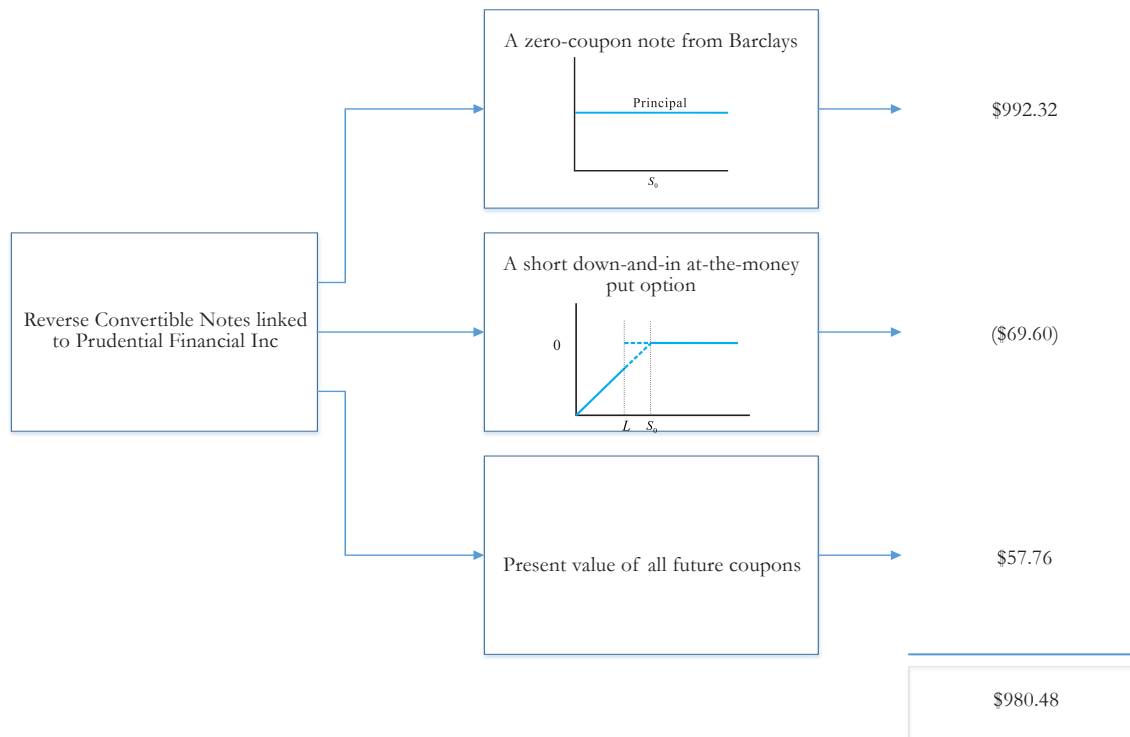 A zero-coupon note from Barclays
Principal
S₀
$992.32
Reverse Convertible Notes linked
to Prudential Financial Inc
A short down-and-in at-the-money
put option
0
L S₀
($69.60)
Present value of all future coupons
$57.76
$980.48